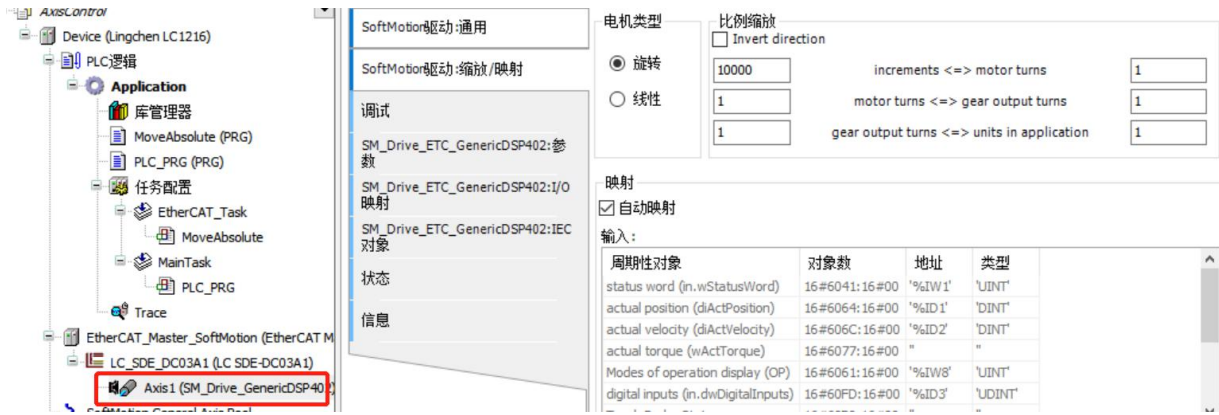 AxisControl
Device (Lingchen LC1216)
PLC逻辑
Application
库管理器
MoveAbsolute (PRG)
PLC_PRG (PRG)
任务配置
EtherCAT_Task
MoveAbsolute
MainTask
PLC_PRG
Trace
EtherCAT_Master_SoftMotion (EtherCAT M
LC_SDE_DC03A1 (LC SDE-DC03A1)
Axis1 (SM_Drive_GenericDSP402)
SoftMotion General Axis Pool
SoftMotion驱动:通用
SoftMotion驱动:缩放/映射
调试
SM_Drive_ETC_GenericDSP402:参
数
SM_Drive_ETC_GenericDSP402:I/O
映射
SM_Drive_ETC_GenericDSP402:IEC
对象
状态
信息
电机类型
旋转
线性
比例缩放
Invert direction
10000 increments <=> motor turns 1
1 motor turns <=> gear output turns 1
1 gear output turns <=> units in application 1
映射
自动映射
输入:
周期性对象 对象数 地址 类型
status word (in.wStatusWord) 16#6041:16#00 '%IW1' 'UINT'
actual position (diActPosition) 16#6064:16#00 '%ID1' 'DINT'
actual velocity (diActVelocity) 16#606C:16#00 '%ID2' 'DINT'
actual torque (wActTorque) 16#6077:16#00 '' ''
Modes of operation display (OP) 16#6061:16#00 '%IW8' 'UINT'
digital inputs (in.dwDigitalInputs) 16#60FD:16#00 '%ID3' 'UDINT'